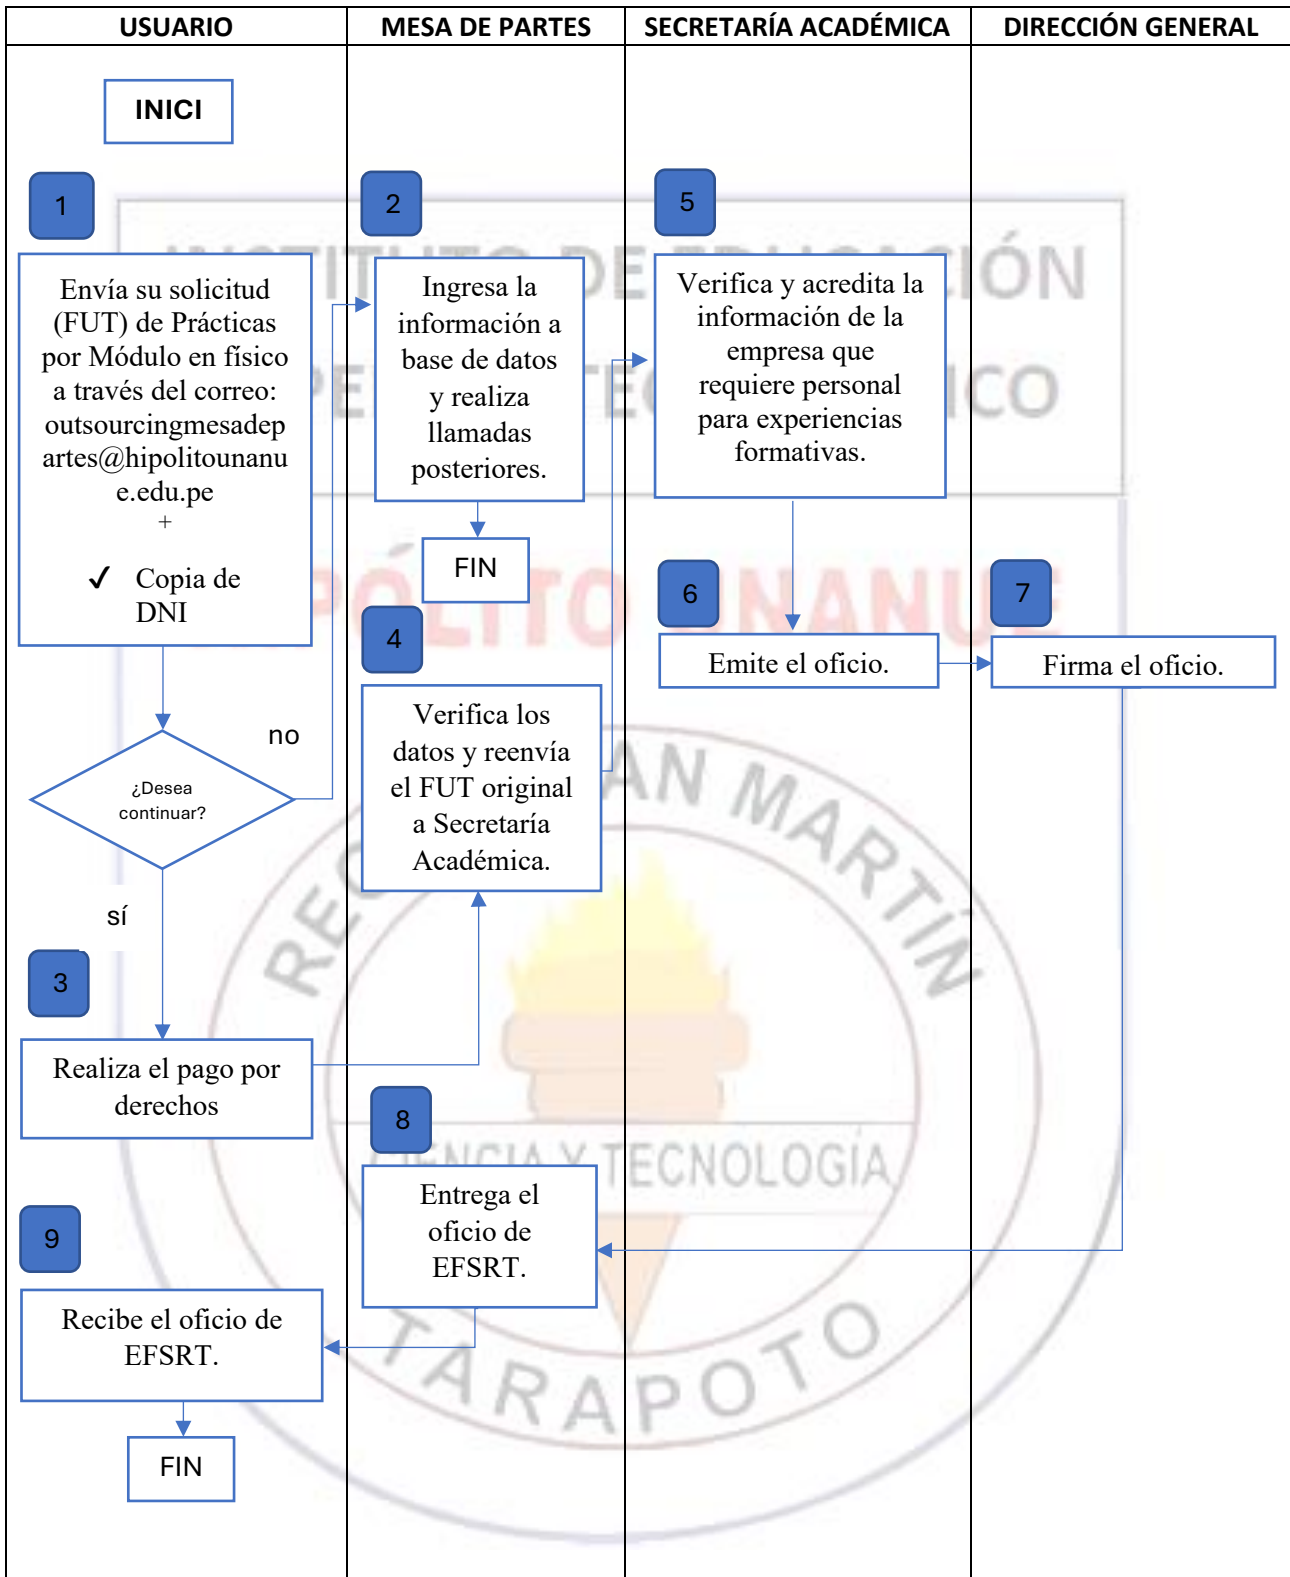 USUARIO
MESA DE PARTES
SECRETARÍA ACADÉMICA
DIRECCIÓN GENERAL
INICI
1
Envía su solicitud
(FUT) de Prácticas
por Módulo en físico
a través del correo:
outsourcingmesadep
artes@hipolitounanu
e.edu.pe
+
✓ Copia de
DNI
¿Desea
continuar?
no
sí
2
Ingresa la
información a
base de datos
y realiza
llamadas
posteriores.
FIN
3
Realiza el pago por
derechos
4
Verifica los
datos y reenvía
el FUT original
a Secretaría
Académica.
5
Verifica y acredita la
información de la
empresa que
requiere personal
para experiencias
formativas.
6
Emite el oficio.
7
Firma el oficio.
8
Entrega el
oficio de
EFSRT.
9
Recibe el oficio de
EFSRT.
FIN
DE
UNANUE
MARTÍN
Y TECNOLOGÍA
TARAPOTO